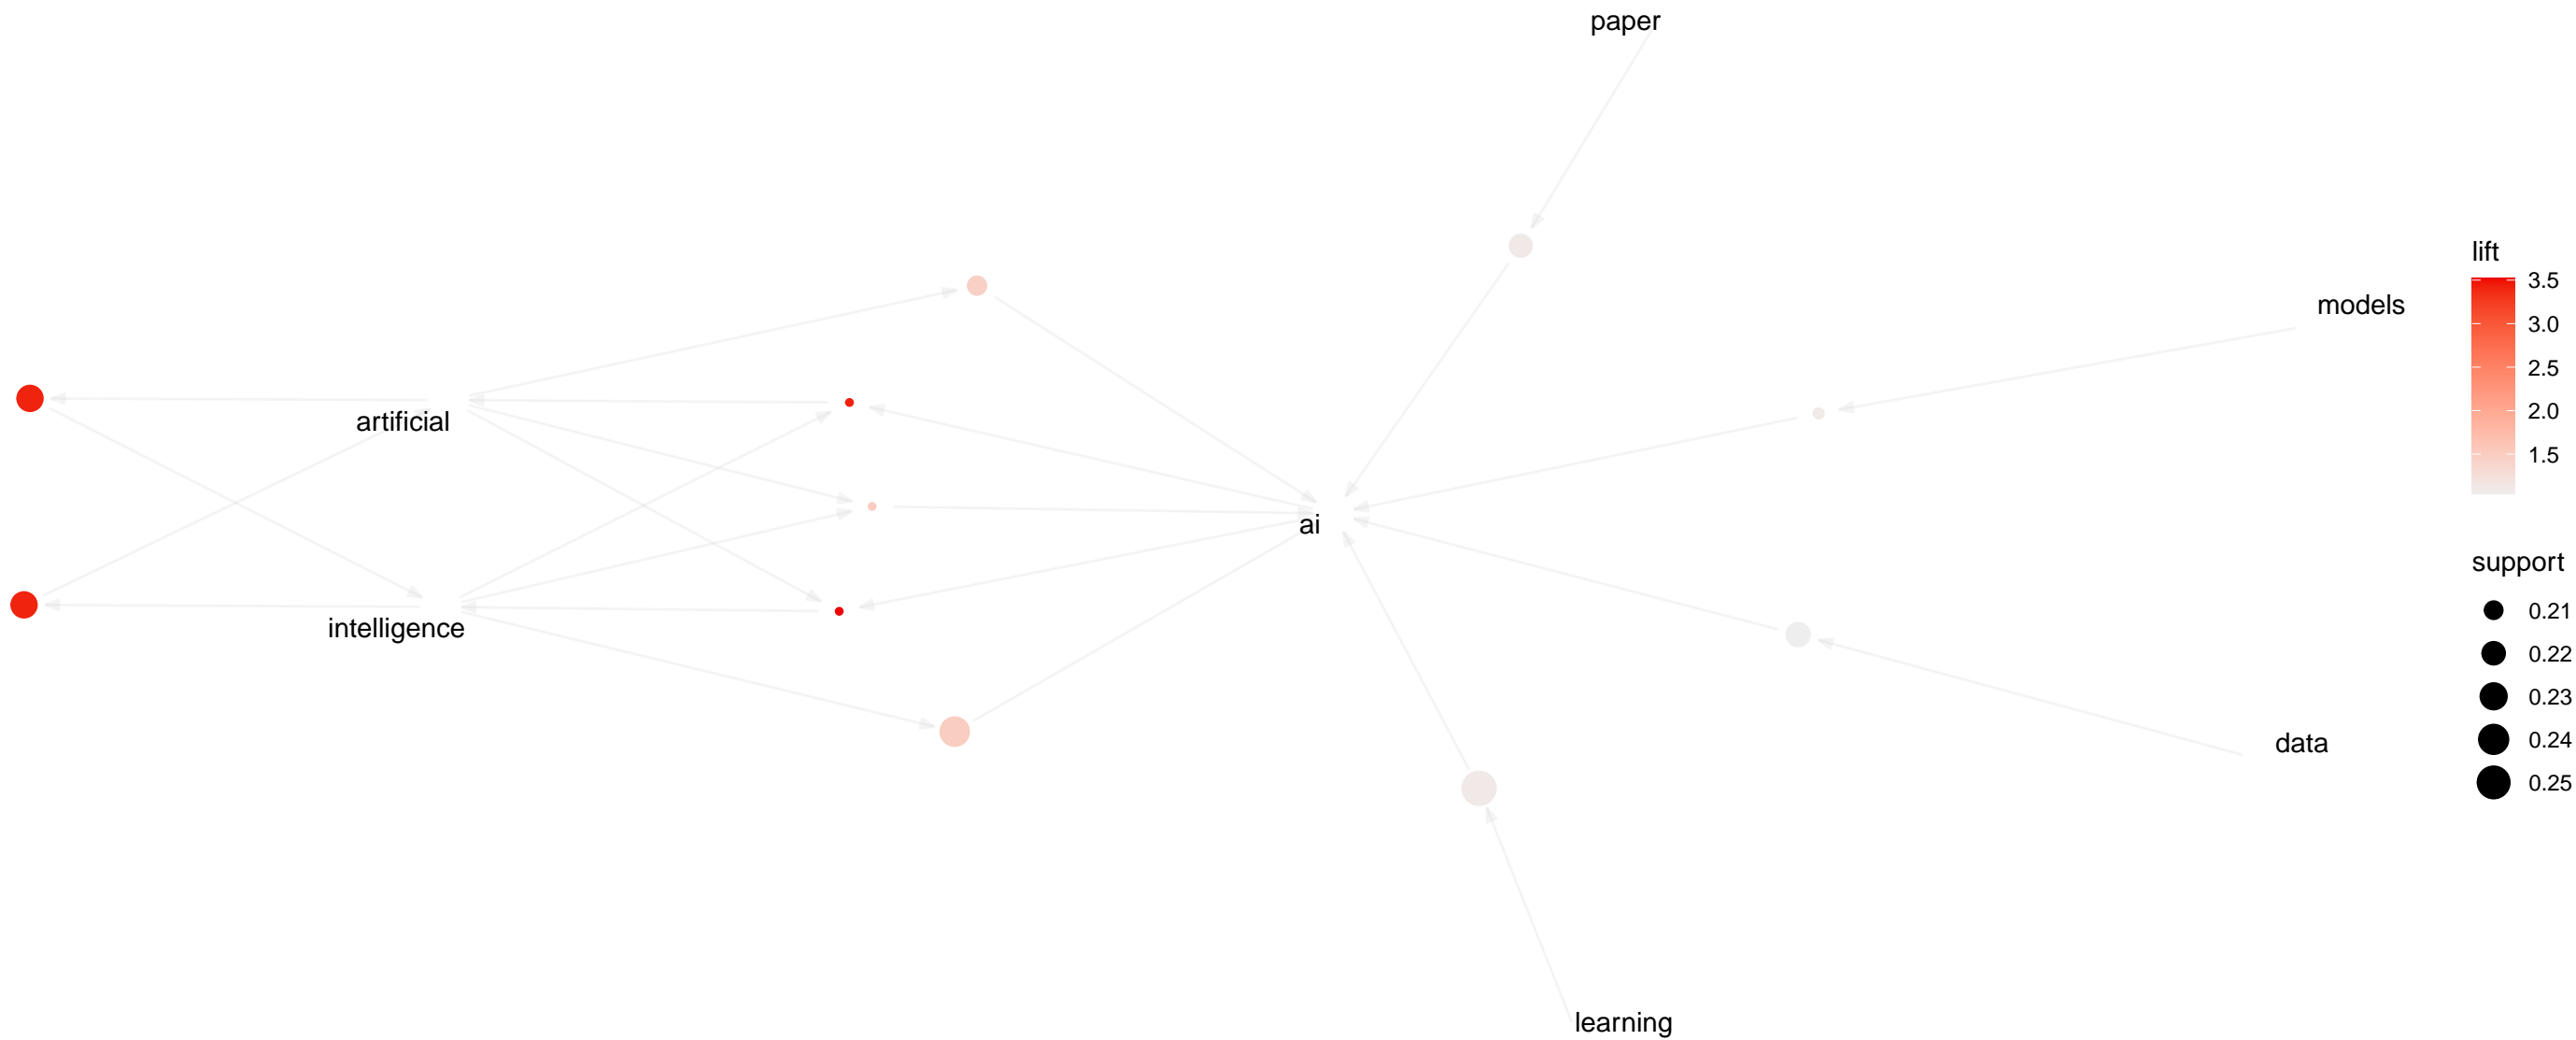 paper
models
artificial
ai
intelligence
data
learning
lift
3.5
3.0
2.5
2.0
1.5
support
0.21
0.22
0.23
0.24
0.25